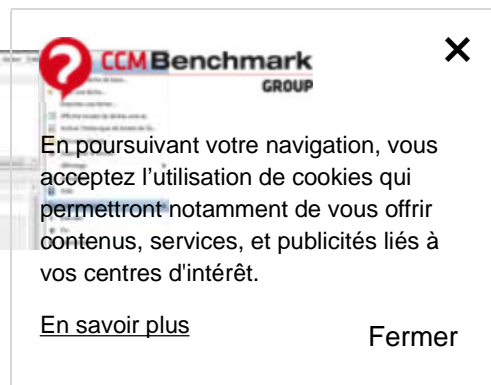 CCMBenchmark
GROUP
En poursuivant votre navigation, vous
acceptez l’utilisation de cookies qui
permettront notamment de vous offrir
contenus, services, et publicités liés à
vos centres d'intérêt.
En savoir plus
Fermer